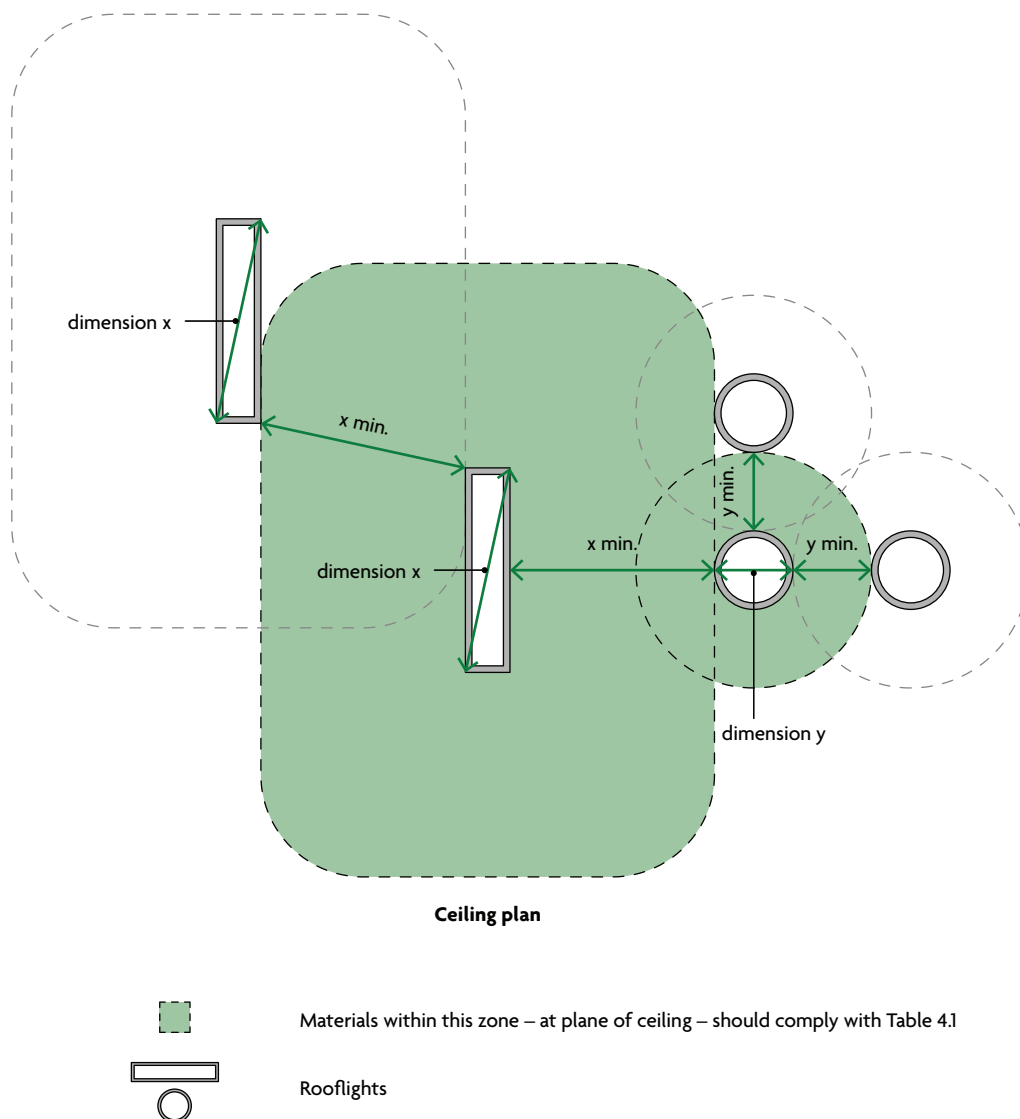 dimension x
x min.
y min.
x min.
y min.
dimension x
dimension y
Ceiling plan
Materials within this zone – at plane of ceiling – should comply with Table 4.1
Rooflights